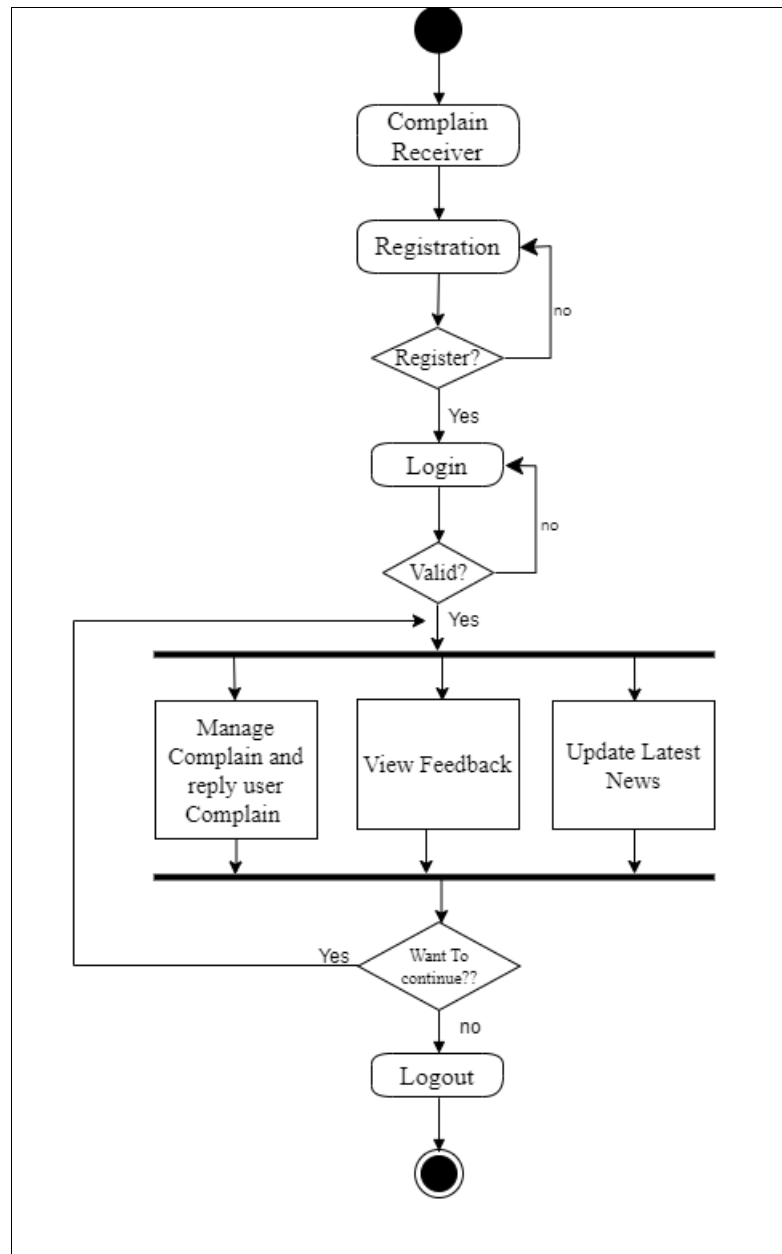 Complain
Receiver
Registration
no
Register?
Yes
Login
no
Valid?
Yes
Manage
Complain and
reply user
Complain
View Feedback
Update Latest
News
Yes
Want To
continue??
no
Logout